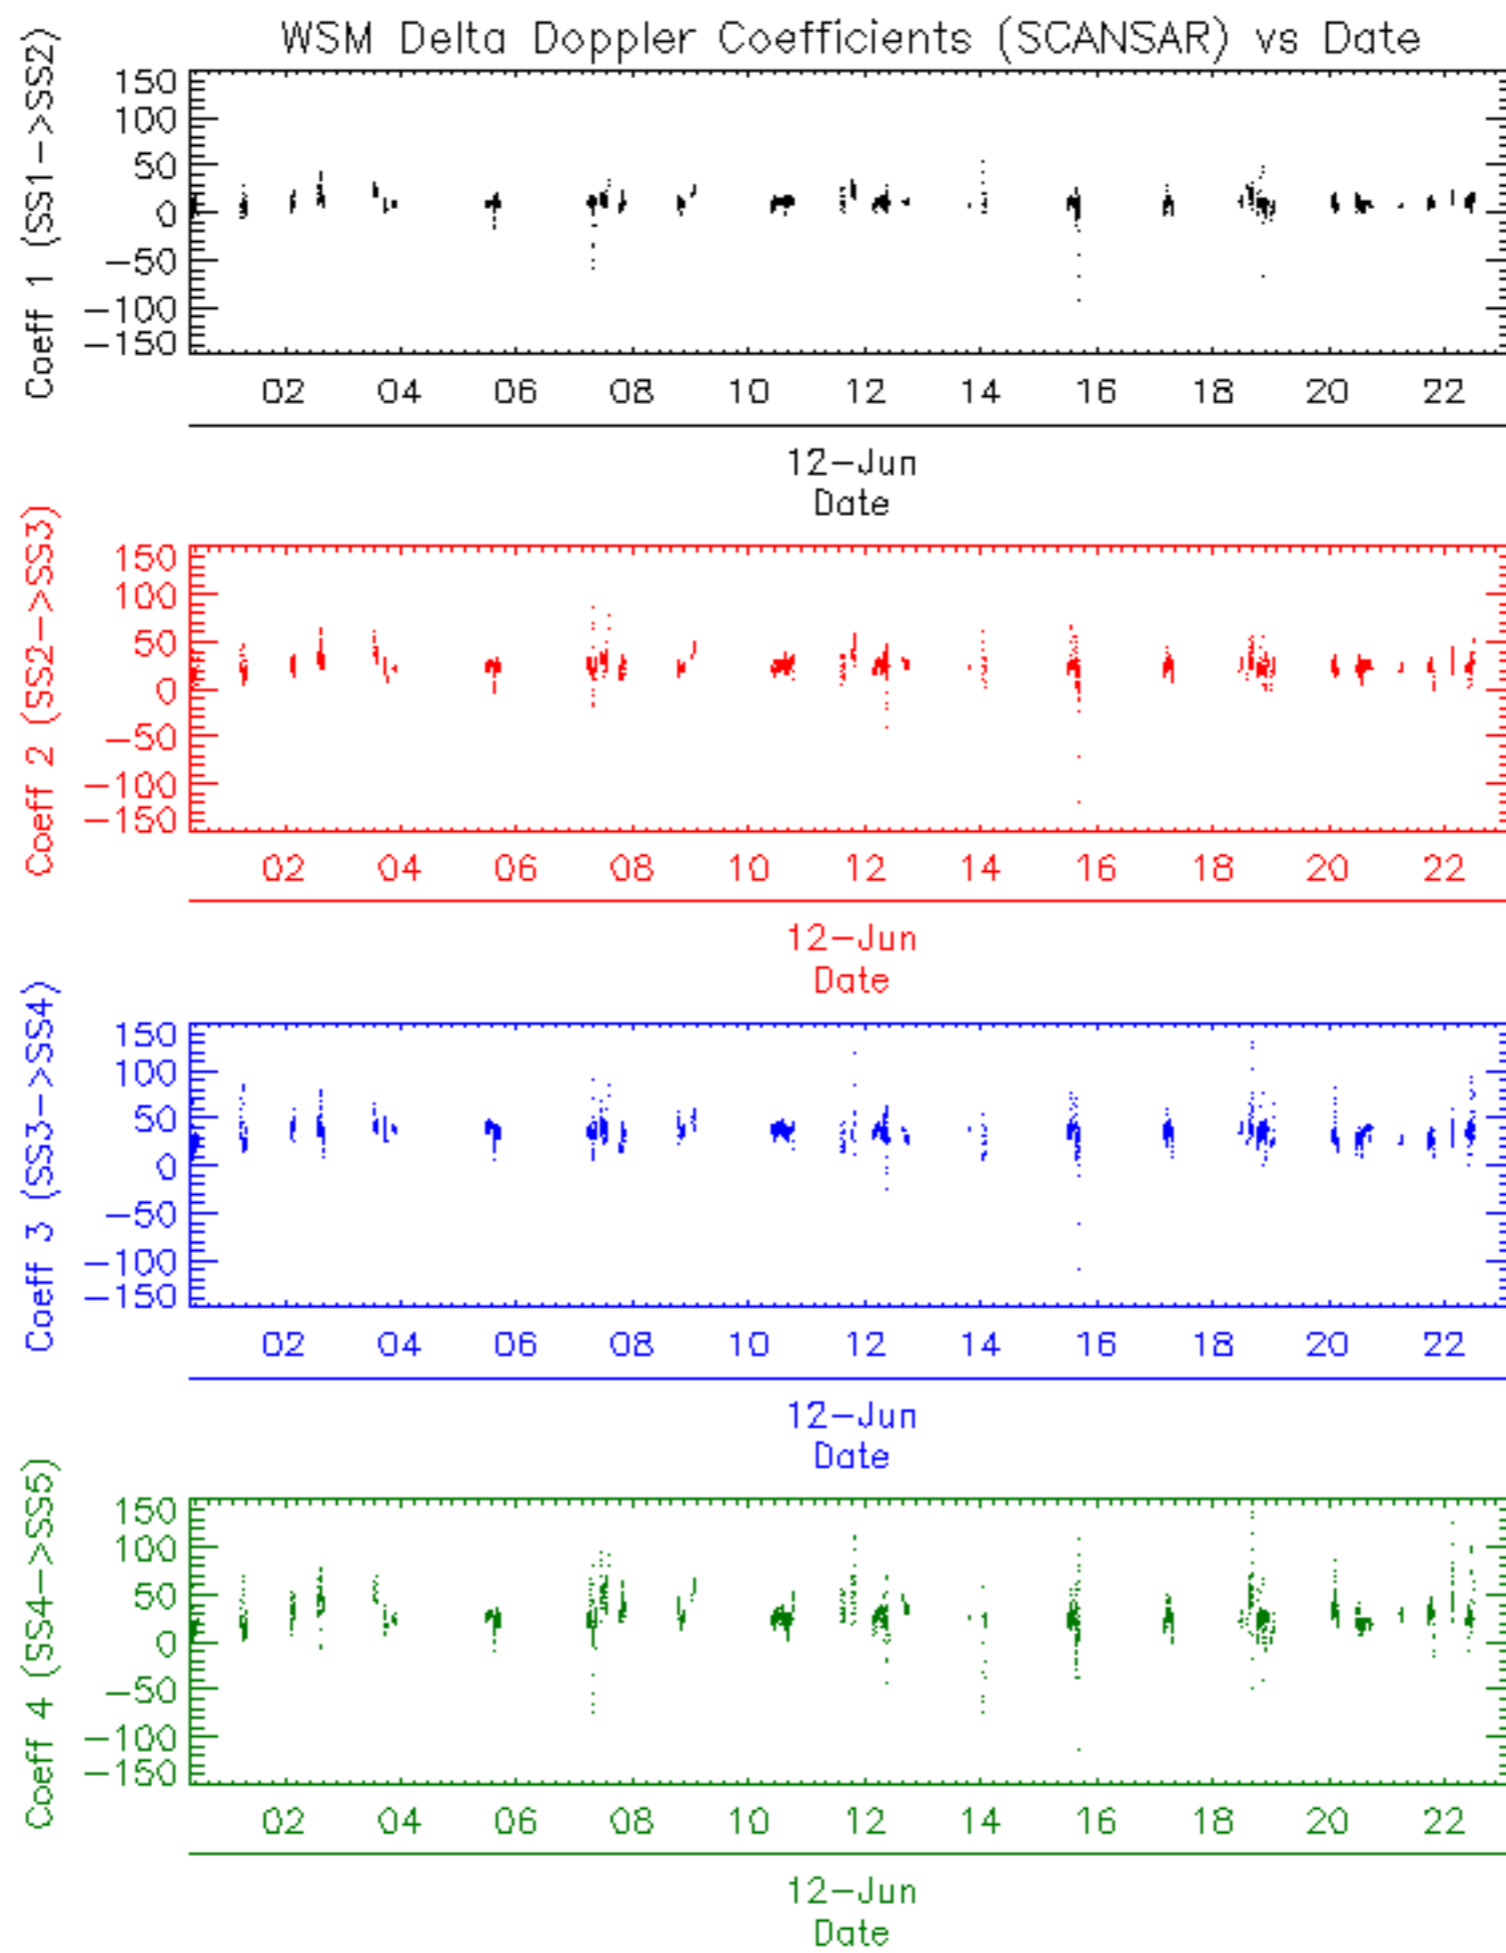 WSM Delta Doppler Coefficients (SCANSAR) vs Date
Coeff 1 (SS1->SS2)
150
100
50
0
-50
-100
-150
02 04 06 08 10 12 14 16 18 20 22
12-Jun
Date
Coeff 2 (SS2->SS3)
150
100
50
0
-50
-100
-150
02 04 06 08 10 12 14 16 18 20 22
12-Jun
Date
Coeff 3 (SS3->SS4)
150
100
50
0
-50
-100
-150
02 04 06 08 10 12 14 16 18 20 22
12-Jun
Date
Coeff 4 (SS4->SS5)
150
100
50
0
-50
-100
-150
02 04 06 08 10 12 14 16 18 20 22
12-Jun
Date